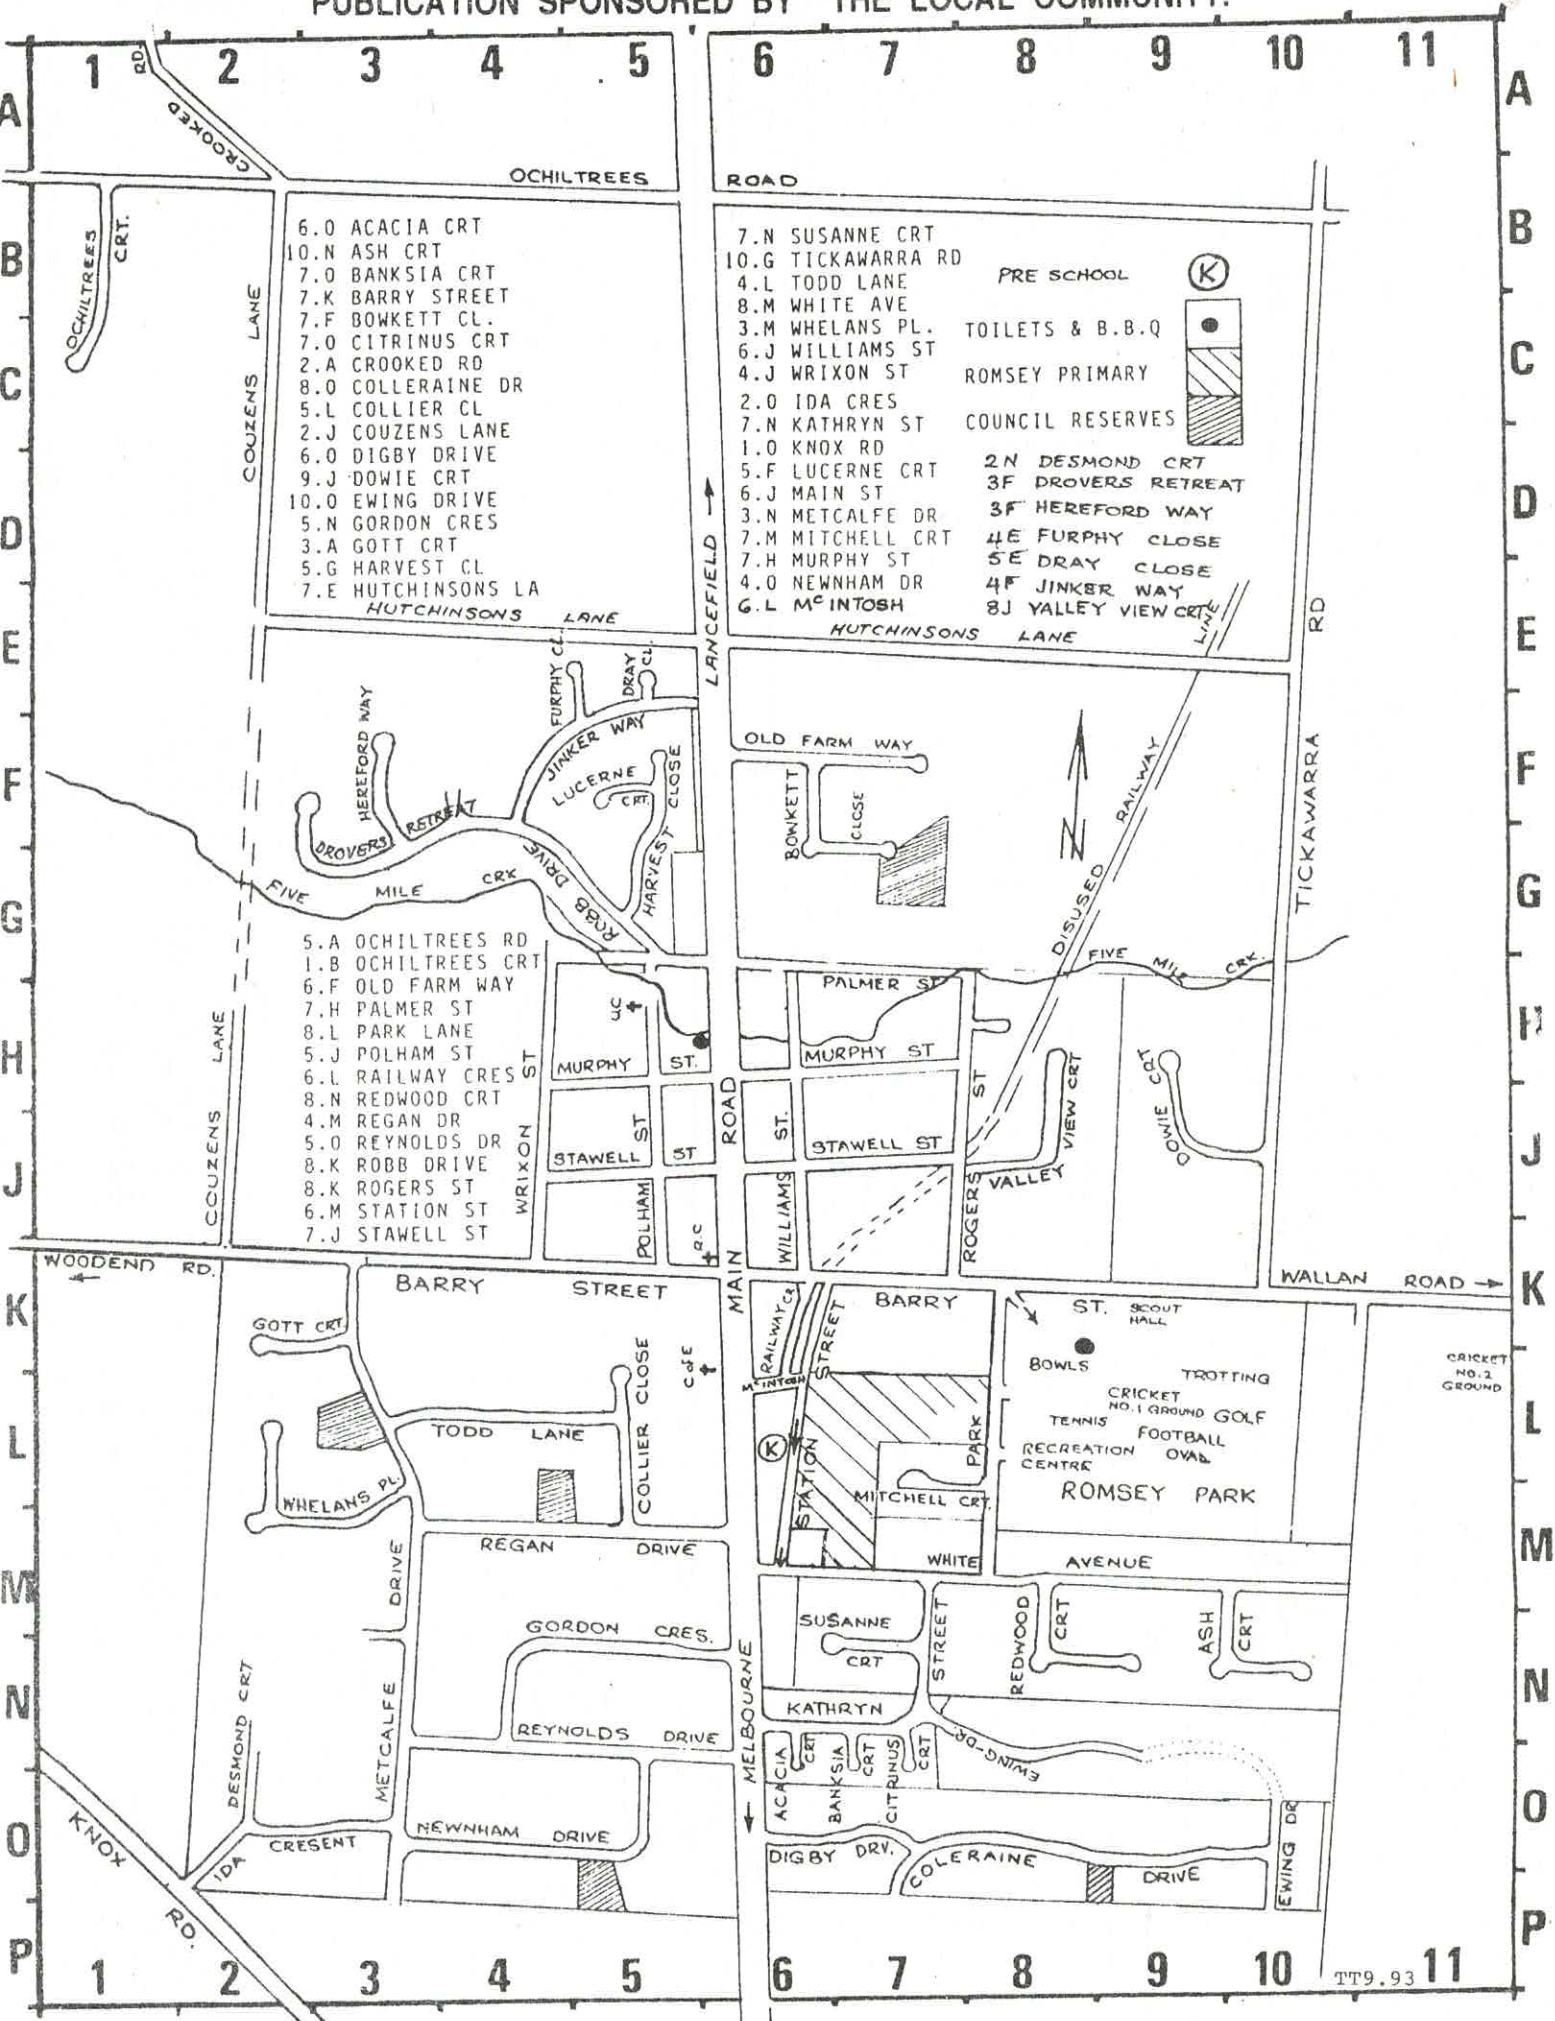 PUBLICATION SPONSORED BY THE LOCAL COMMUNITY.
1 2 3 4 5 6 7 8 9 10 11
A A
RD.
CROOKED
OCHILTREES ROAD
B B
OCHILTREES CRT.
OCHILTREES
COUZENS LANE
6.O ACACIA CRT
10.N ASH CRT
7.O BANKSIA CRT
7.K BARRY STREET
7.F BOWKETT CL.
7.O CITRINUS CRT
2.A CROOKED RD
8.O COLLERAINE DR
5.L COLLIER CL
2.J COUZENS LANE
6.O DIGBY DRIVE
9.J DOWIE CRT
10.O EWING DRIVE
5.N GORDON CRES
3.A GOTT CRT
5.G HARVEST CL
7.E HUTCHINSONS LA
7.N SUSANNE CRT
10.G TICKAWARRA RD
4.L TODD LANE
8.M WHITE AVE
3.M WHELANS PL.
6.J WILLIAMS ST
4.J WRIXON ST
2.O IDA CRES
7.N KATHRYN ST
1.O KNOX RD
5.F LUCERNE CRT
6.J MAIN ST
3.N METCALFE DR
7.M MITCHELL CRT
7.H MURPHY ST
4.O NEWNHAM DR
6.L McINTOSH
PRE SCHOOL K
TOILETS & B.B.Q
ROMSEY PRIMARY
COUNCIL RESERVES
2N DESMOND CRT
3F DROVERS RETREAT
3F HEREFORD WAY
4E FURPHY CLOSE
5E DRAY CLOSE
4F JINKER WAY
8J VALLEY VIEW CRT
C C
D D
LANCEFIELD
HUTCHINSONS LANE
HUTCHINSONS LANE
LINE
RD
E E
FURPHY CL.
DRAY CL.
HEREFORD WAY
JINKER WAY
OLD FARM WAY
LUCERNE CRT.
HARVEST CLOSE
BOWKETT CLOSE
N
DISUSED RAILWAY
TICKAWARRA
F F
DROVERS RETREAT
ROBB DRIVE
FIVE MILE CRK
G G
5.A OCHILTREES RD
1.B OCHILTREES CRT
6.F OLD FARM WAY
7.H PALMER ST
8.L PARK LANE
5.J POLHAM ST
6.L RAILWAY CRES
8.N REDWOOD CRT
4.M REGAN DR
5.O REYNOLDS DR
8.K ROBB DRIVE
8.K ROGERS ST
6.M STATION ST
7.J STAWELL ST
FIVE MILE CRK.
PALMER ST
U.C
H H
COUZENS LANE
WRIXON ST
MURPHY ST.
MURPHY ST
ROAD
STAWELL ST
STAWELL ST
POLHAM ST
WILLIAMS ST.
ROGERS ST
VALLEY VIEW CRT
DOWIE CRT
R.C
J J
WOODEND RD.
BARRY STREET
MAIN
BARRY ST.
WALLAN ROAD
K K
GOTT CRT.
RAILWAY CR
McINTOSH
STATION STREET
C of E
SCOUT HALL
BOWLS
TROTTING
CRICKET NO.1 GROUND
GOLF
TENNIS
FOOTBALL OVAL
RECREATION CENTRE
ROMSEY PARK
CRICKET NO.2 GROUND
L L
TODD LANE
COLLIER CLOSE
K
PARK
MITCHELL CRT.
WHELANS PL.
REGAN DRIVE
WHITE AVENUE
M M
METCALFE DRIVE
GORDON CRES.
SUSANNE CRT
STREET
REDWOOD CRT
ASH CRT
N N
DESMOND CRT
REYNOLDS DRIVE
MELBOURNE
KATHRYN
ACACIA CRT
BANKSIA CRT
CITRINUS CRT
EWING-DR.
O O
KNOX RD.
IDA CRESENT
NEWNHAM DRIVE
DIGBY DRV.
COLERAINE DRIVE
EWING DR
P P
1 2 3 4 5 6 7 8 9 10 11
TT9.93